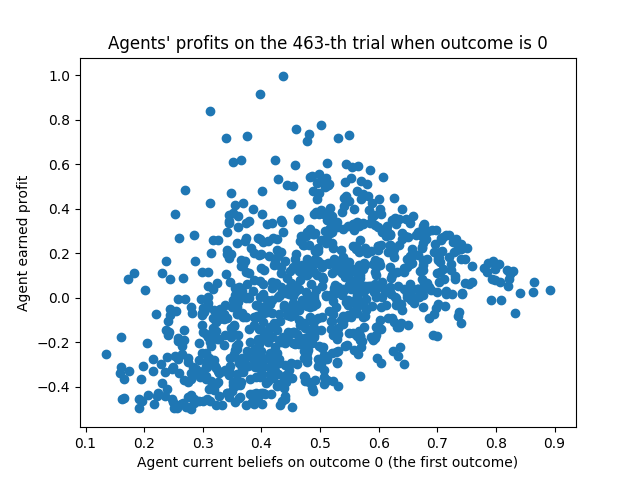 Agents' profits on the 463-th trial when outcome is 0
1.0
0.8
0.6
0.4
0.2
0.0
−0.2
−0.4
Agent earned profit
0.1 0.2 0.3 0.4 0.5 0.6 0.7 0.8 0.9
Agent current beliefs on outcome 0 (the first outcome)